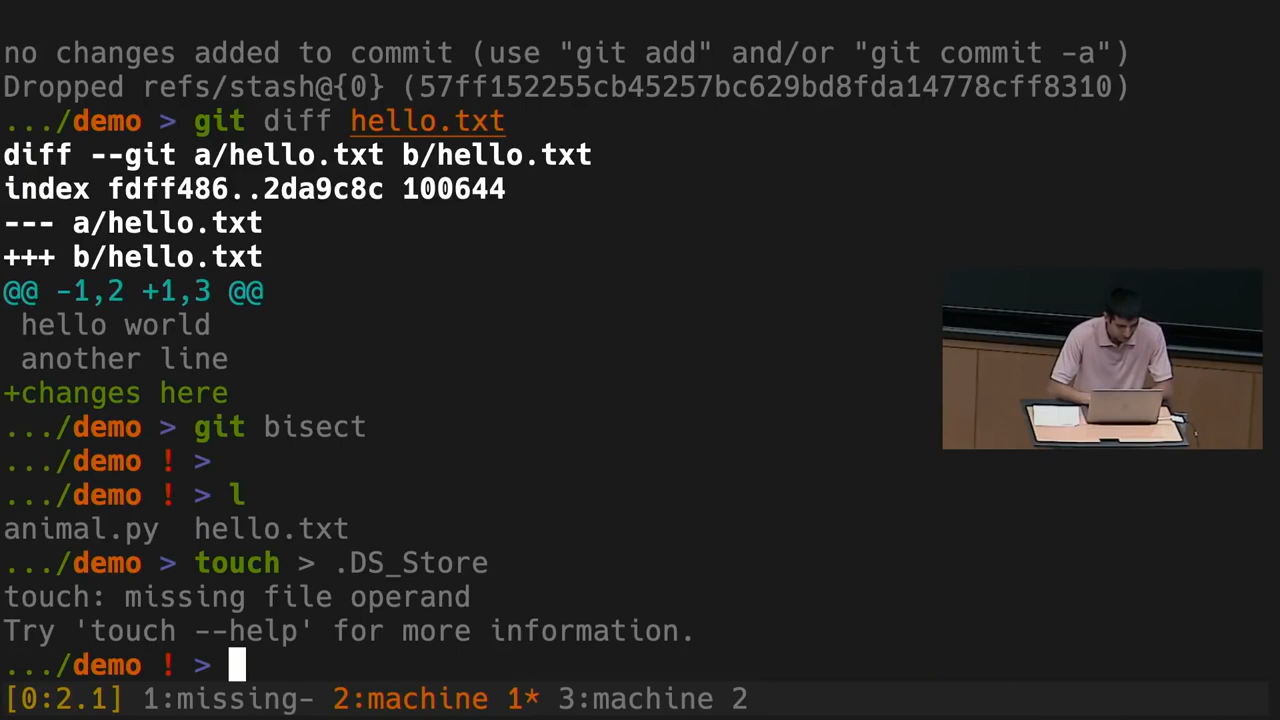 no changes added to commit (use "git add" and/or "git commit -a")
Dropped refs/stash@{0} (57ff152255cb45257bc629bd8fda14778cff8310)
.../demo > git diff hello.txt
diff --git a/hello.txt b/hello.txt
index fdff486..2da9c8c 100644
--- a/hello.txt
+++ b/hello.txt
@@ -1,2 +1,3 @@
 hello world
 another line
+changes here
.../demo > git bisect
.../demo ! >
.../demo ! > l
animal.py  hello.txt
.../demo > touch > .DS_Store
touch: missing file operand
Try 'touch --help' for more information.
.../demo ! >
[0:2.1] 1:missing- 2:machine 1* 3:machine 2